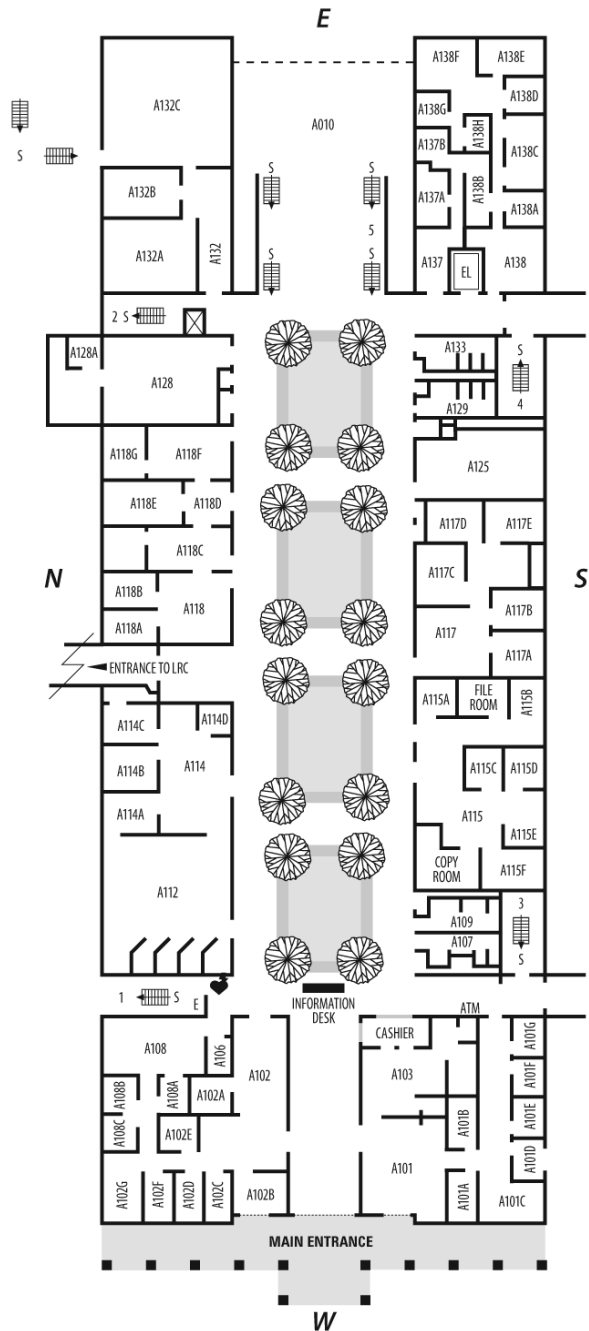 E
A138F
A138E
A132C
A010
A138D
A138G
A138H
A137B
S
A138C
S
S
A132B
A138B
A137A
A138A
5
A132A
A132
S
S
A137
EL
A138
2 S
A133
S
A128A
A128
4
A129
A118G
A118F
A125
A118E
A118D
A117D
A117E
A118C
A117C
N
S
A118B
A118
A117B
A118A
A117
A117A
ENTRANCE TO LRC
A115A
FILE
ROOM
A115B
A114C
A114D
A114
A114B
A115C
A115D
A114A
A115
A115E
COPY
ROOM
A115F
A112
3
A109
A107
S
1
S
E
INFORMATION
DESK
ATM
CASHIER
A101G
A108
A106
A102
A103
A101F
A108B
A108A
A102A
A101E
A108C
A102E
A101B
A101D
A101
A102G
A102F
A102D
A102C
A102B
A101A
A101C
MAIN ENTRANCE
W